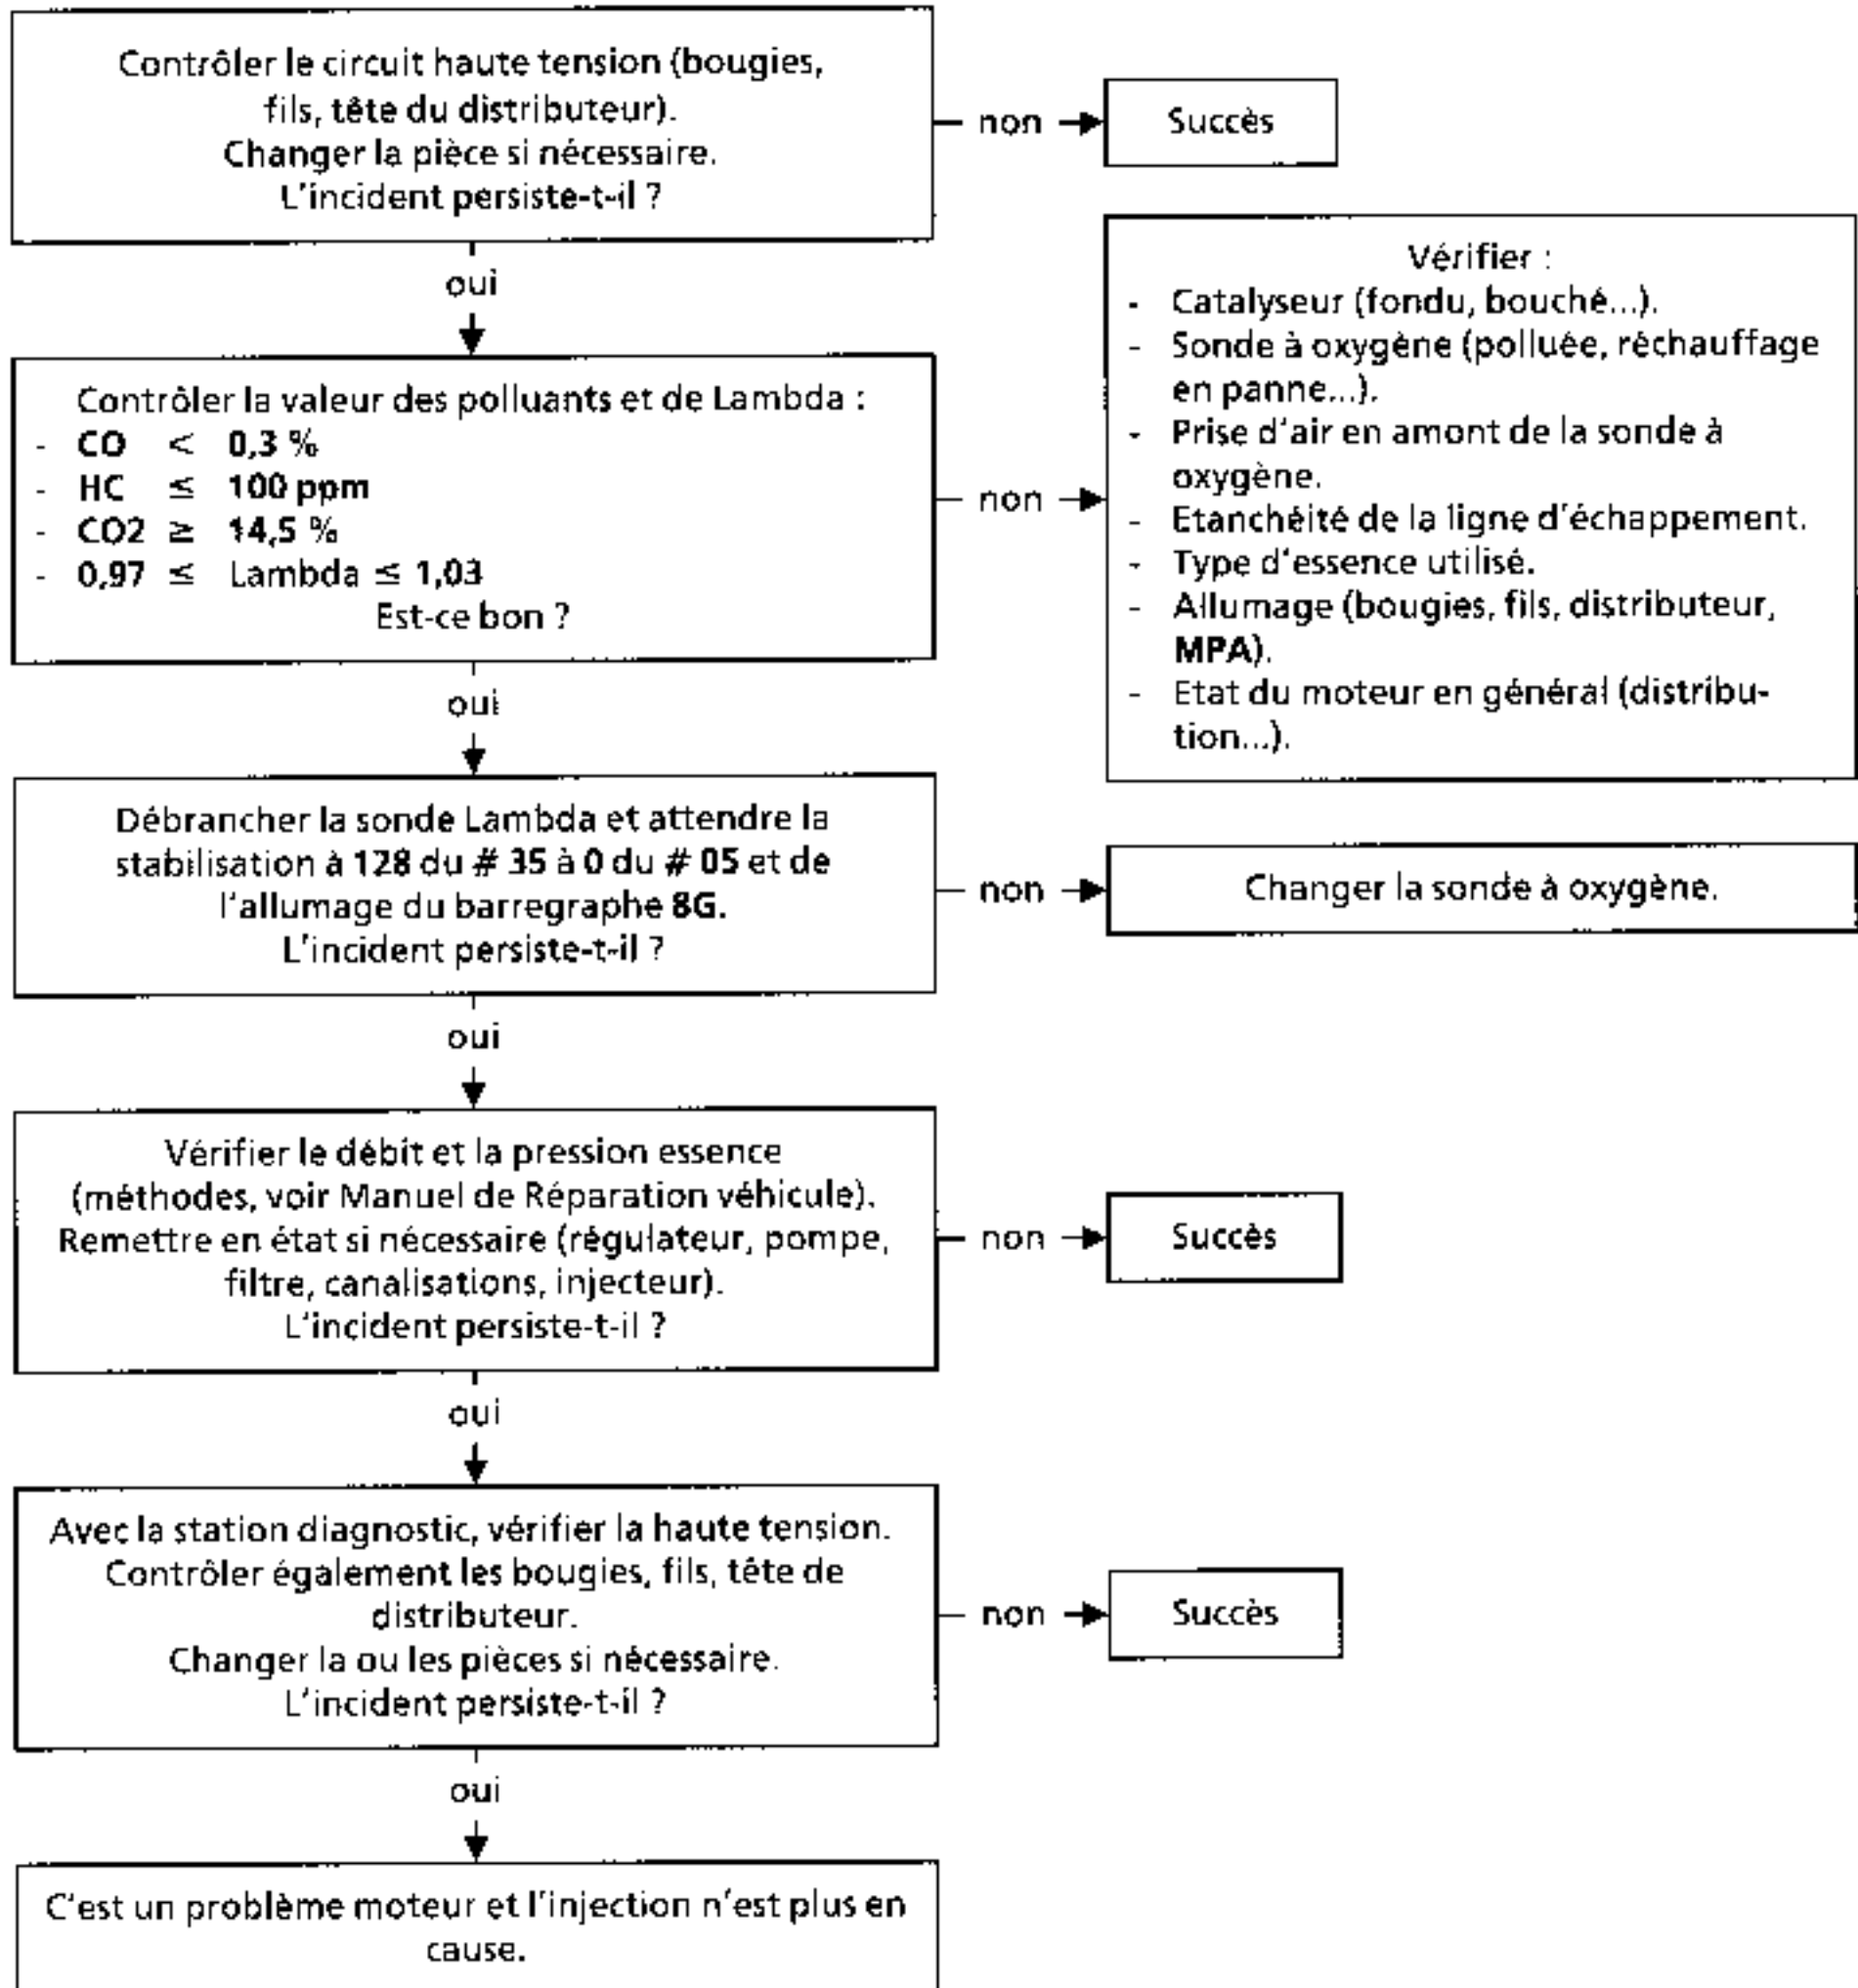 Contrôler le circuit haute tension (bougies,
fils, tête du distributeur).
Changer la pièce si nécessaire.
L'incident persiste-t-il ?
non
Succès
oui
Contrôler la valeur des polluants et de Lambda :
- CO < 0,3 %
- HC ≤ 100 ppm
- CO2 ≥ 14,5 %
- 0,97 ≤ Lambda ≤ 1,03
Est-ce bon ?
non
Vérifier :
- Catalyseur (fondu, bouché...).
- Sonde à oxygène (polluée, réchauffage
en panne...).
- Prise d'air en amont de la sonde à
oxygène.
- Etanchéité de la ligne d'échappement.
- Type d'essence utilisé.
- Allumage (bougies, fils, distributeur,
MPA).
- Etat du moteur en général (distribu-
tion...).
oui
Débrancher la sonde Lambda et attendre la
stabilisation à 128 du # 35 à 0 du # 05 et de
l'allumage du barregraphe 8G.
L'incident persiste-t-il ?
non
Changer la sonde à oxygène.
oui
Vérifier le débit et la pression essence
(méthodes, voir Manuel de Réparation véhicule).
Remettre en état si nécessaire (régulateur, pompe,
filtre, canalisations, injecteur).
L'incident persiste-t-il ?
non
Succès
oui
Avec la station diagnostic, vérifier la haute tension.
Contrôler également les bougies, fils, tête de
distributeur.
Changer la ou les pièces si nécessaire.
L'incident persiste-t-il ?
non
Succès
oui
C'est un problème moteur et l'injection n'est plus en
cause.